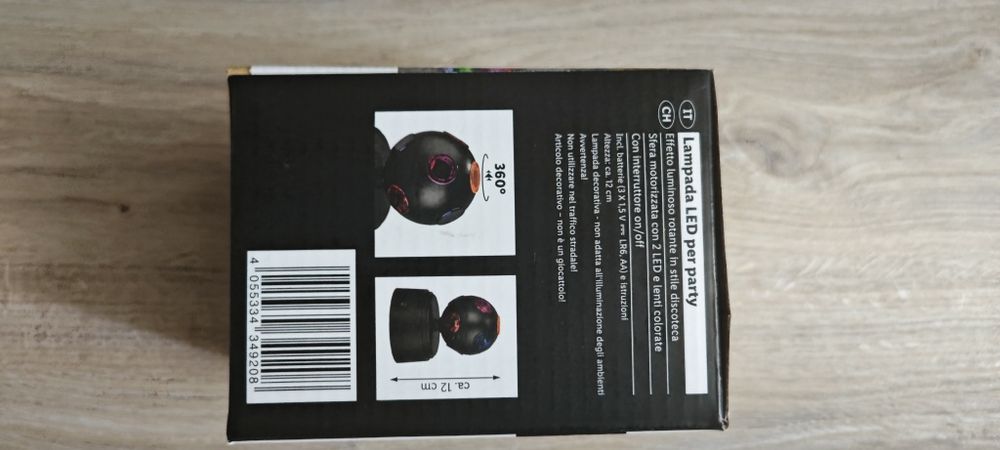 IT
CH
Lampada LED per party
Effetto luminoso rotante in stile discoteca
Sfera motorizzata con 2 LED e lenti colorate
Con interruttore on/off
Incl. batterie (3 X 1,5 V ⎓ LR6, AA) e istruzioni
Altezza: ca. 12 cm
Lampada decorativa - non adatta all'illuminazione degli ambienti
Avvertenza!
Non utilizzare nel traffico stradale!
Articolo decorativo – non è un giocattolo!
360°
ca. 12 cm
4 055334 349208